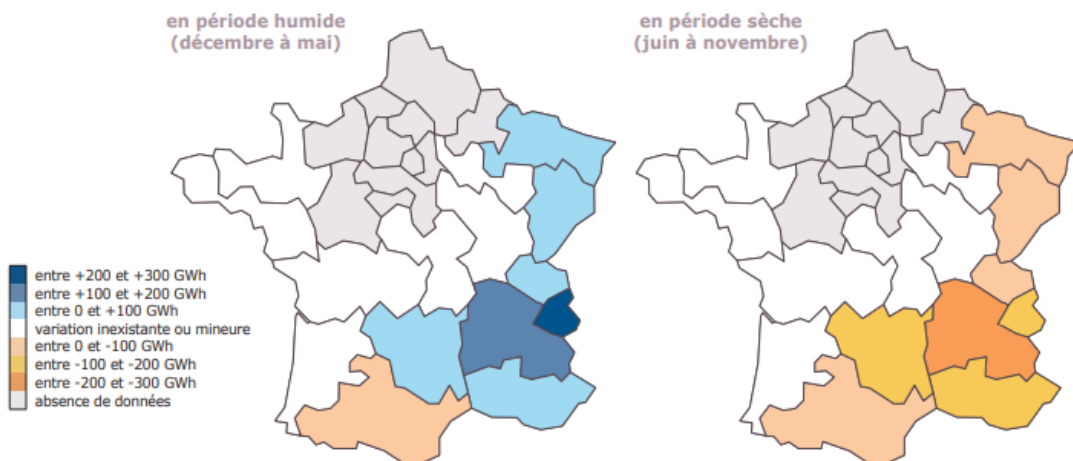 en période humide
(décembre à mai)
en période sèche
(juin à novembre)
entre +200 et +300 GWh
entre +100 et +200 GWh
entre 0 et +100 GWh
variation inexistante ou mineure
entre 0 et -100 GWh
entre -100 et -200 GWh
entre -200 et -300 GWh
absence de données